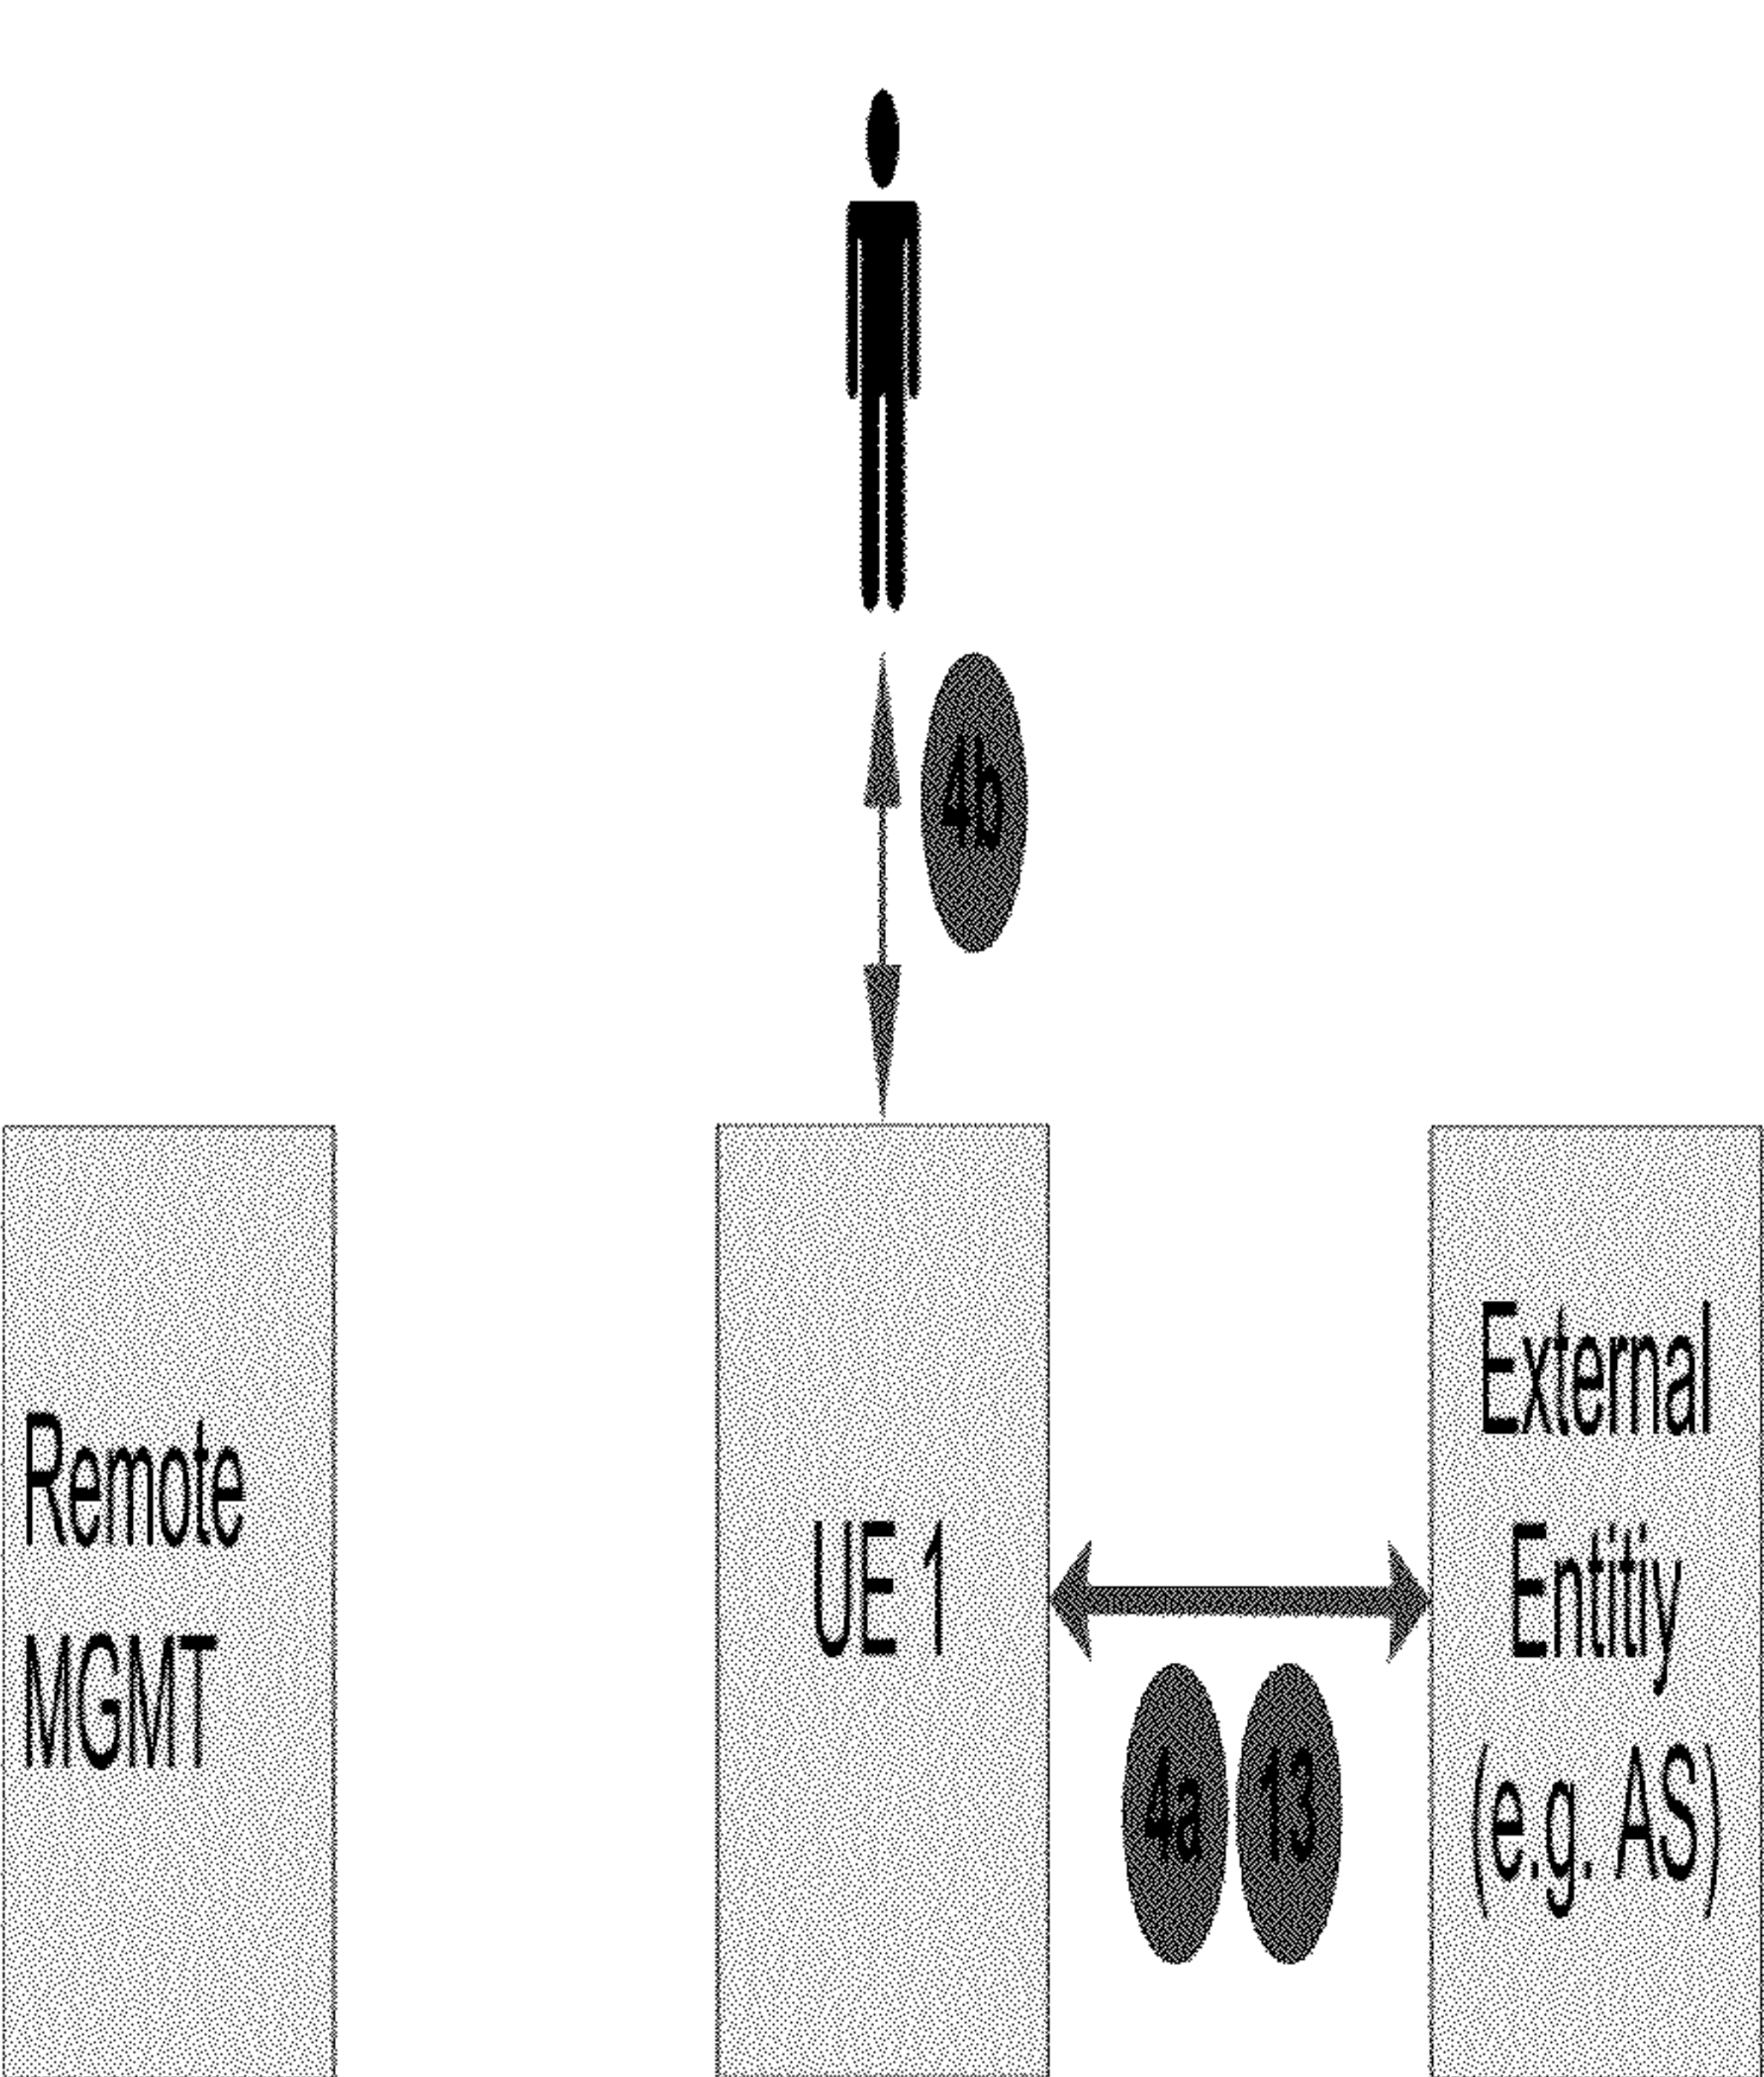 4b
Remote
MGMT
UE 1
4a
13
External
Entitiy
(e.g. AS)